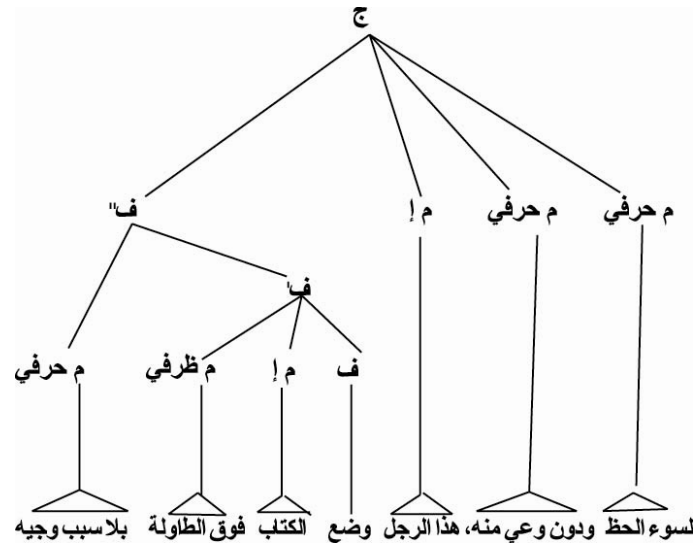 ج
م حرفي م حرفي م إ ف"
ف'
ف م إ م ظرفي م حرفي
لسوء الحظ ودون وعي منه، هذا الرجل وضع الكتاب فوق الطاولة بلا سبب وجيه